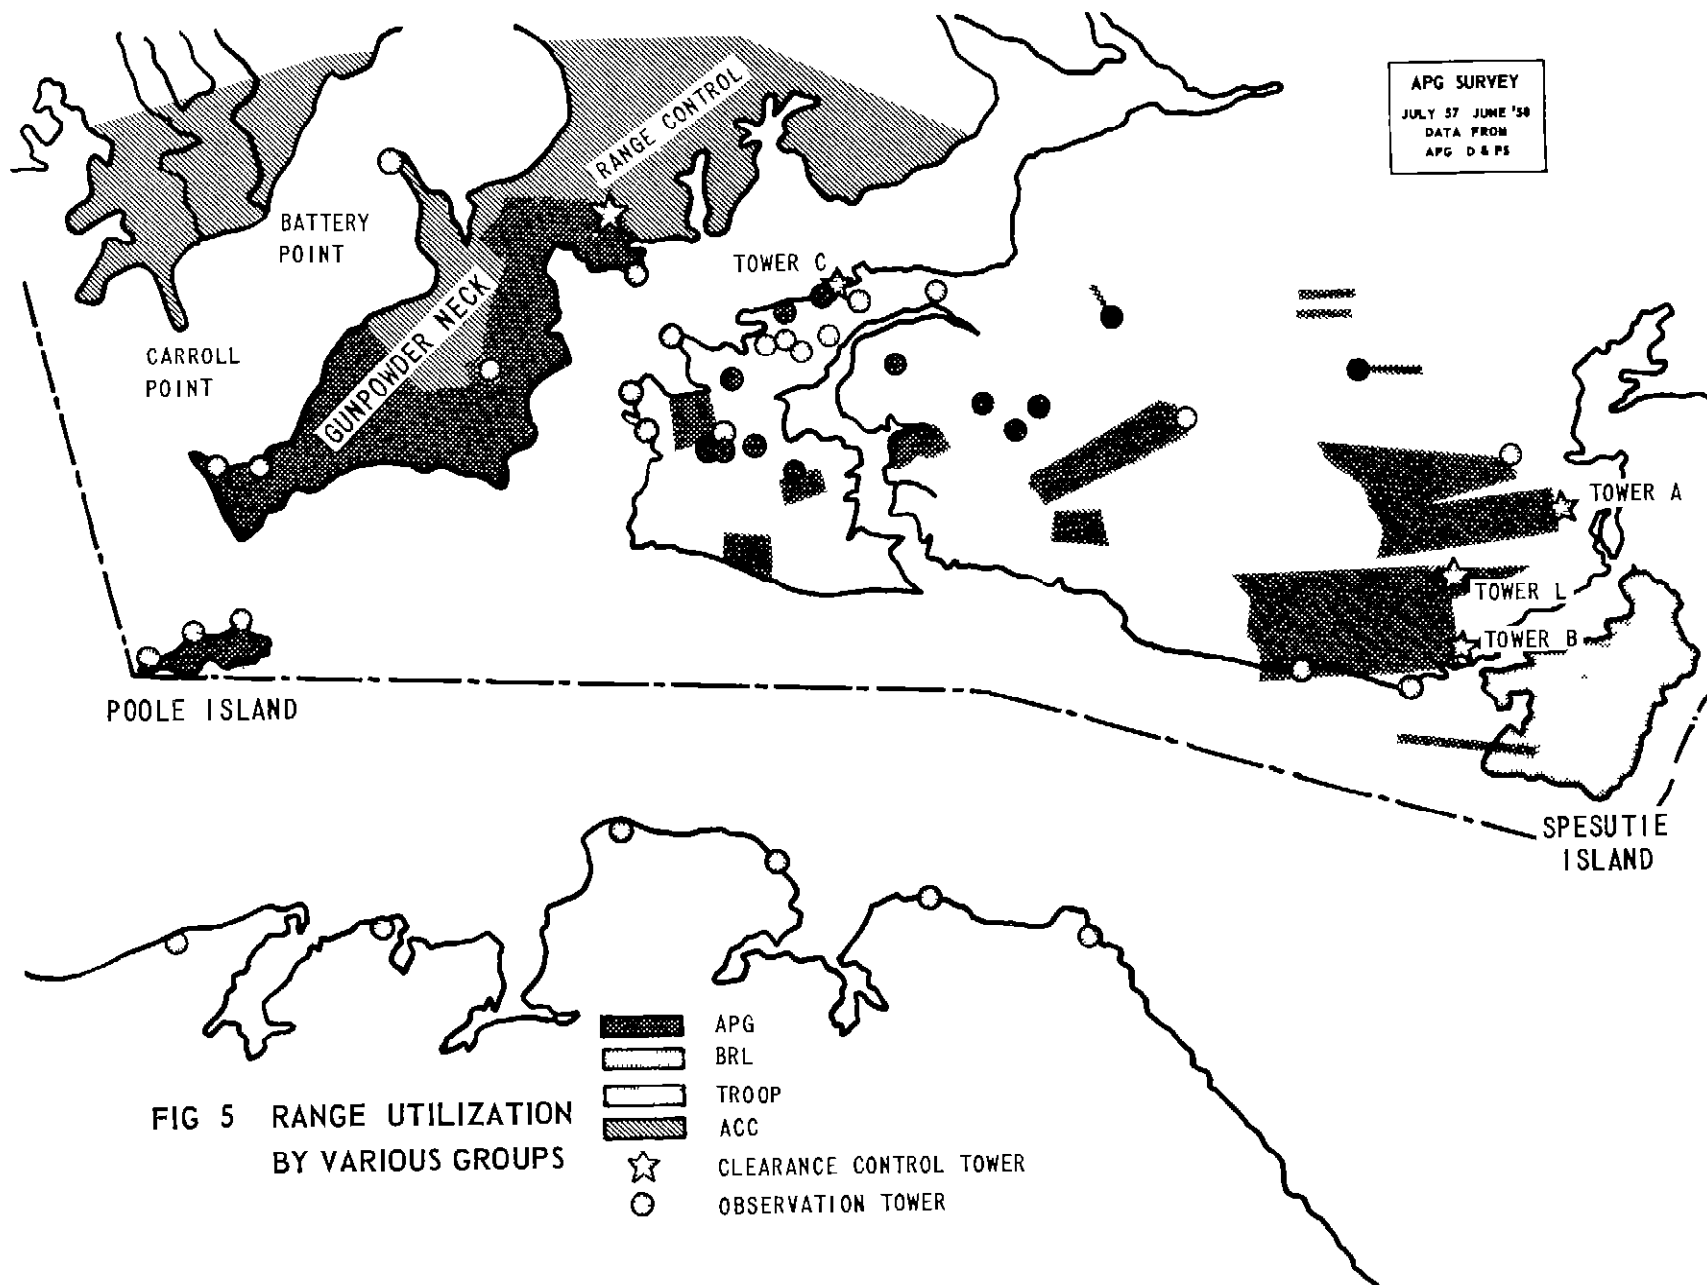 APG SURVEY
JULY 57 JUNE '58
DATA FROM
APG D & PS
RANGE CONTROL
BATTERY
POINT
TOWER C
GUNPOWDER NECK
CARROLL
POINT
TOWER A
TOWER L
TOWER B
POOLE ISLAND
SPESUTIE
ISLAND
APG
BRL
TROOP
ACC
CLEARANCE CONTROL TOWER
OBSERVATION TOWER
FIG 5 RANGE UTILIZATION
BY VARIOUS GROUPS